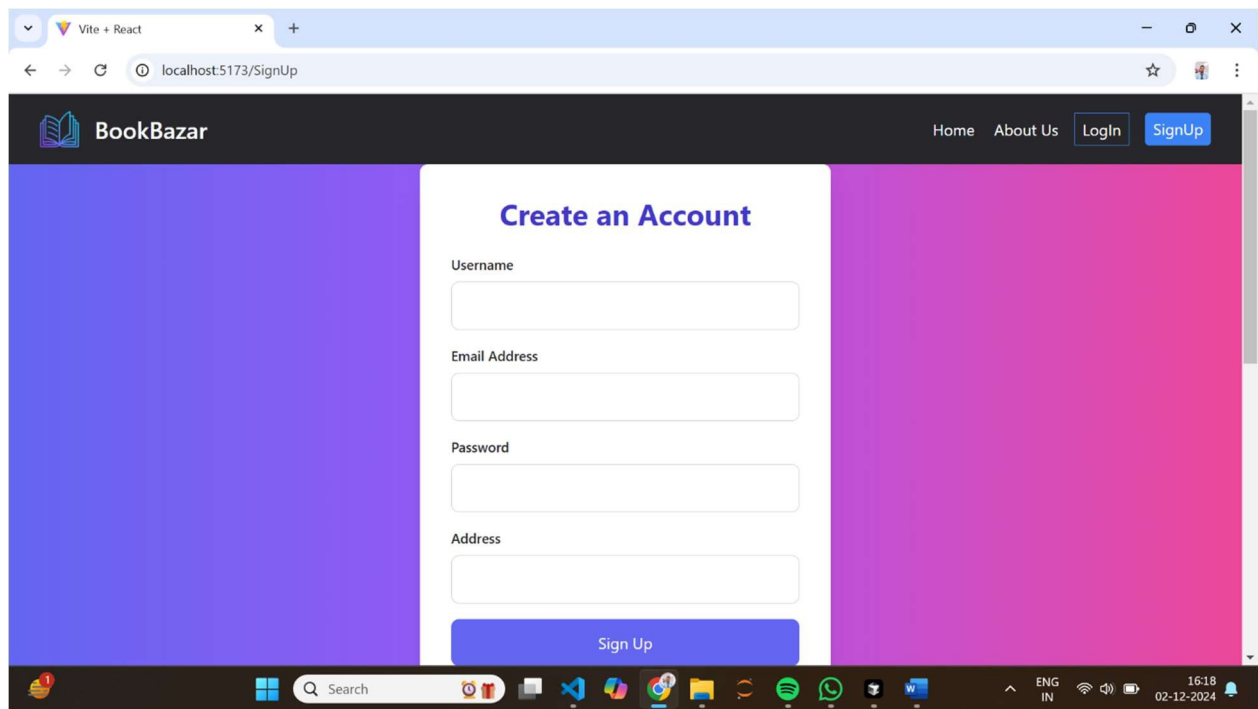 Vite + React
localhost:5173/SignUp
BookBazar
Home About Us LogIn SignUp
Create an Account
Username
Email Address
Password
Address
Sign Up
1
Search
ENG
IN
16:18
02-12-2024